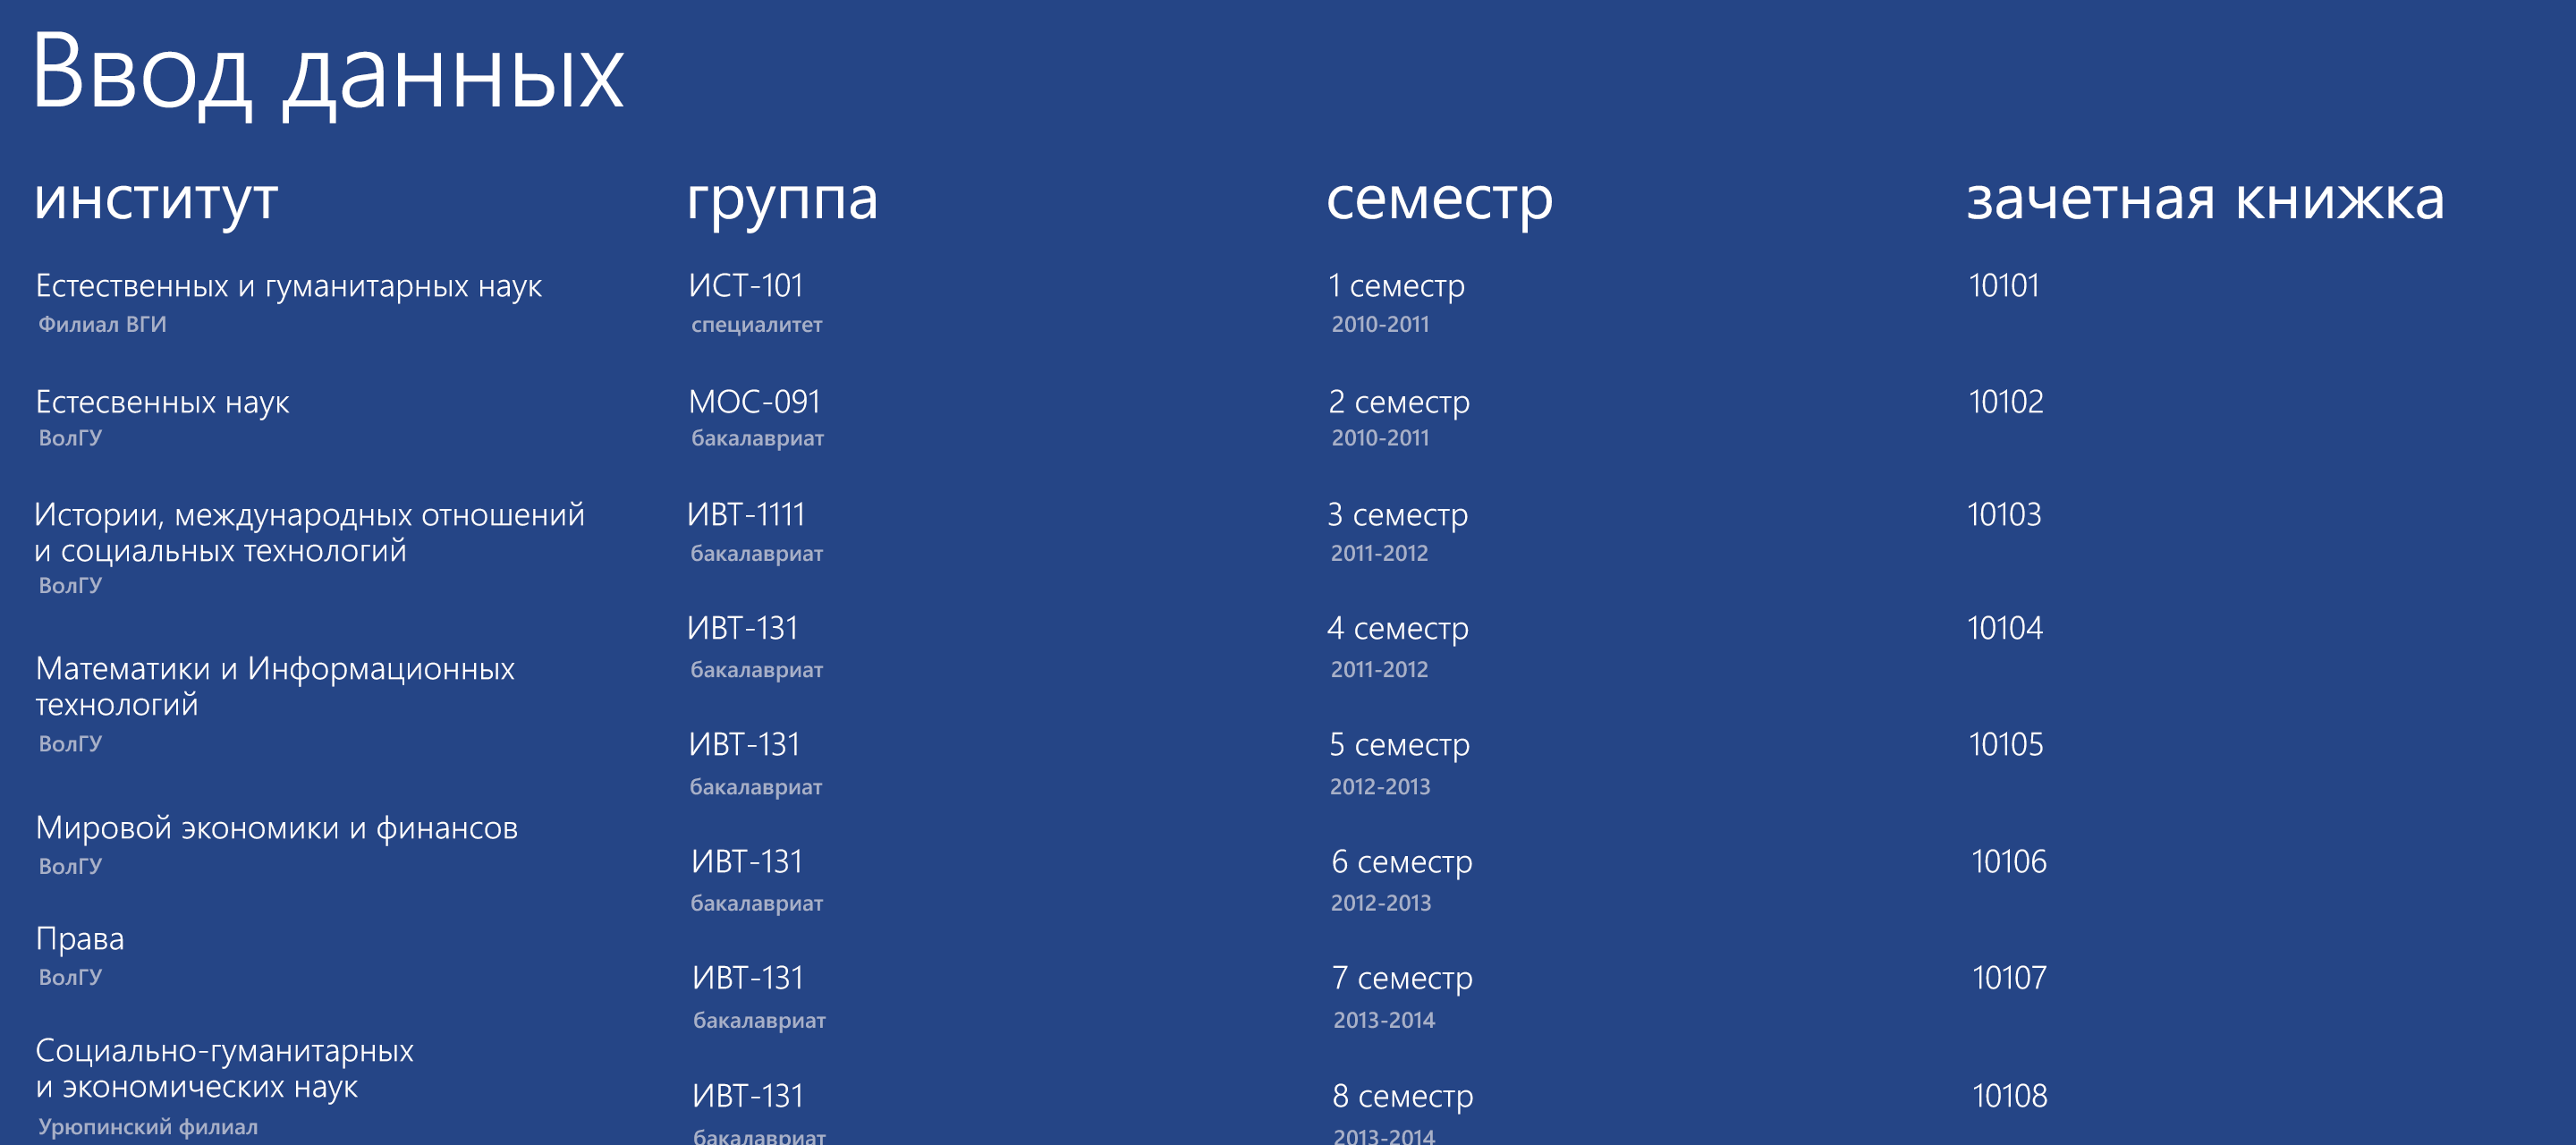 Ввод данных
институт
Естественных и гуманитарных наук
Филиал ВГИ
Естесвенных наук
ВолГУ
Истории, международных отношений
и социальных технологий
ВолГУ
Математики и Информационных
технологий
ВолГУ
Мировой экономики и финансов
ВолГУ
Права
ВолГУ
Социально-гуманитарных
и экономических наук
Урюпинский филиал
группа
ИСТ-101
специалитет
МОС-091
бакалавриат
ИВТ-1111
бакалавриат
ИВТ-131
бакалавриат
ИВТ-131
бакалавриат
ИВТ-131
бакалавриат
ИВТ-131
бакалавриат
ИВТ-131
бакалавриат
семестр
1 семестр
2010-2011
2 семестр
2010-2011
3 семестр
2011-2012
4 семестр
2011-2012
5 семестр
2012-2013
6 семестр
2012-2013
7 семестр
2013-2014
8 семестр
2013-2014
зачетная книжка
10101
10102
10103
10104
10105
10106
10107
10108